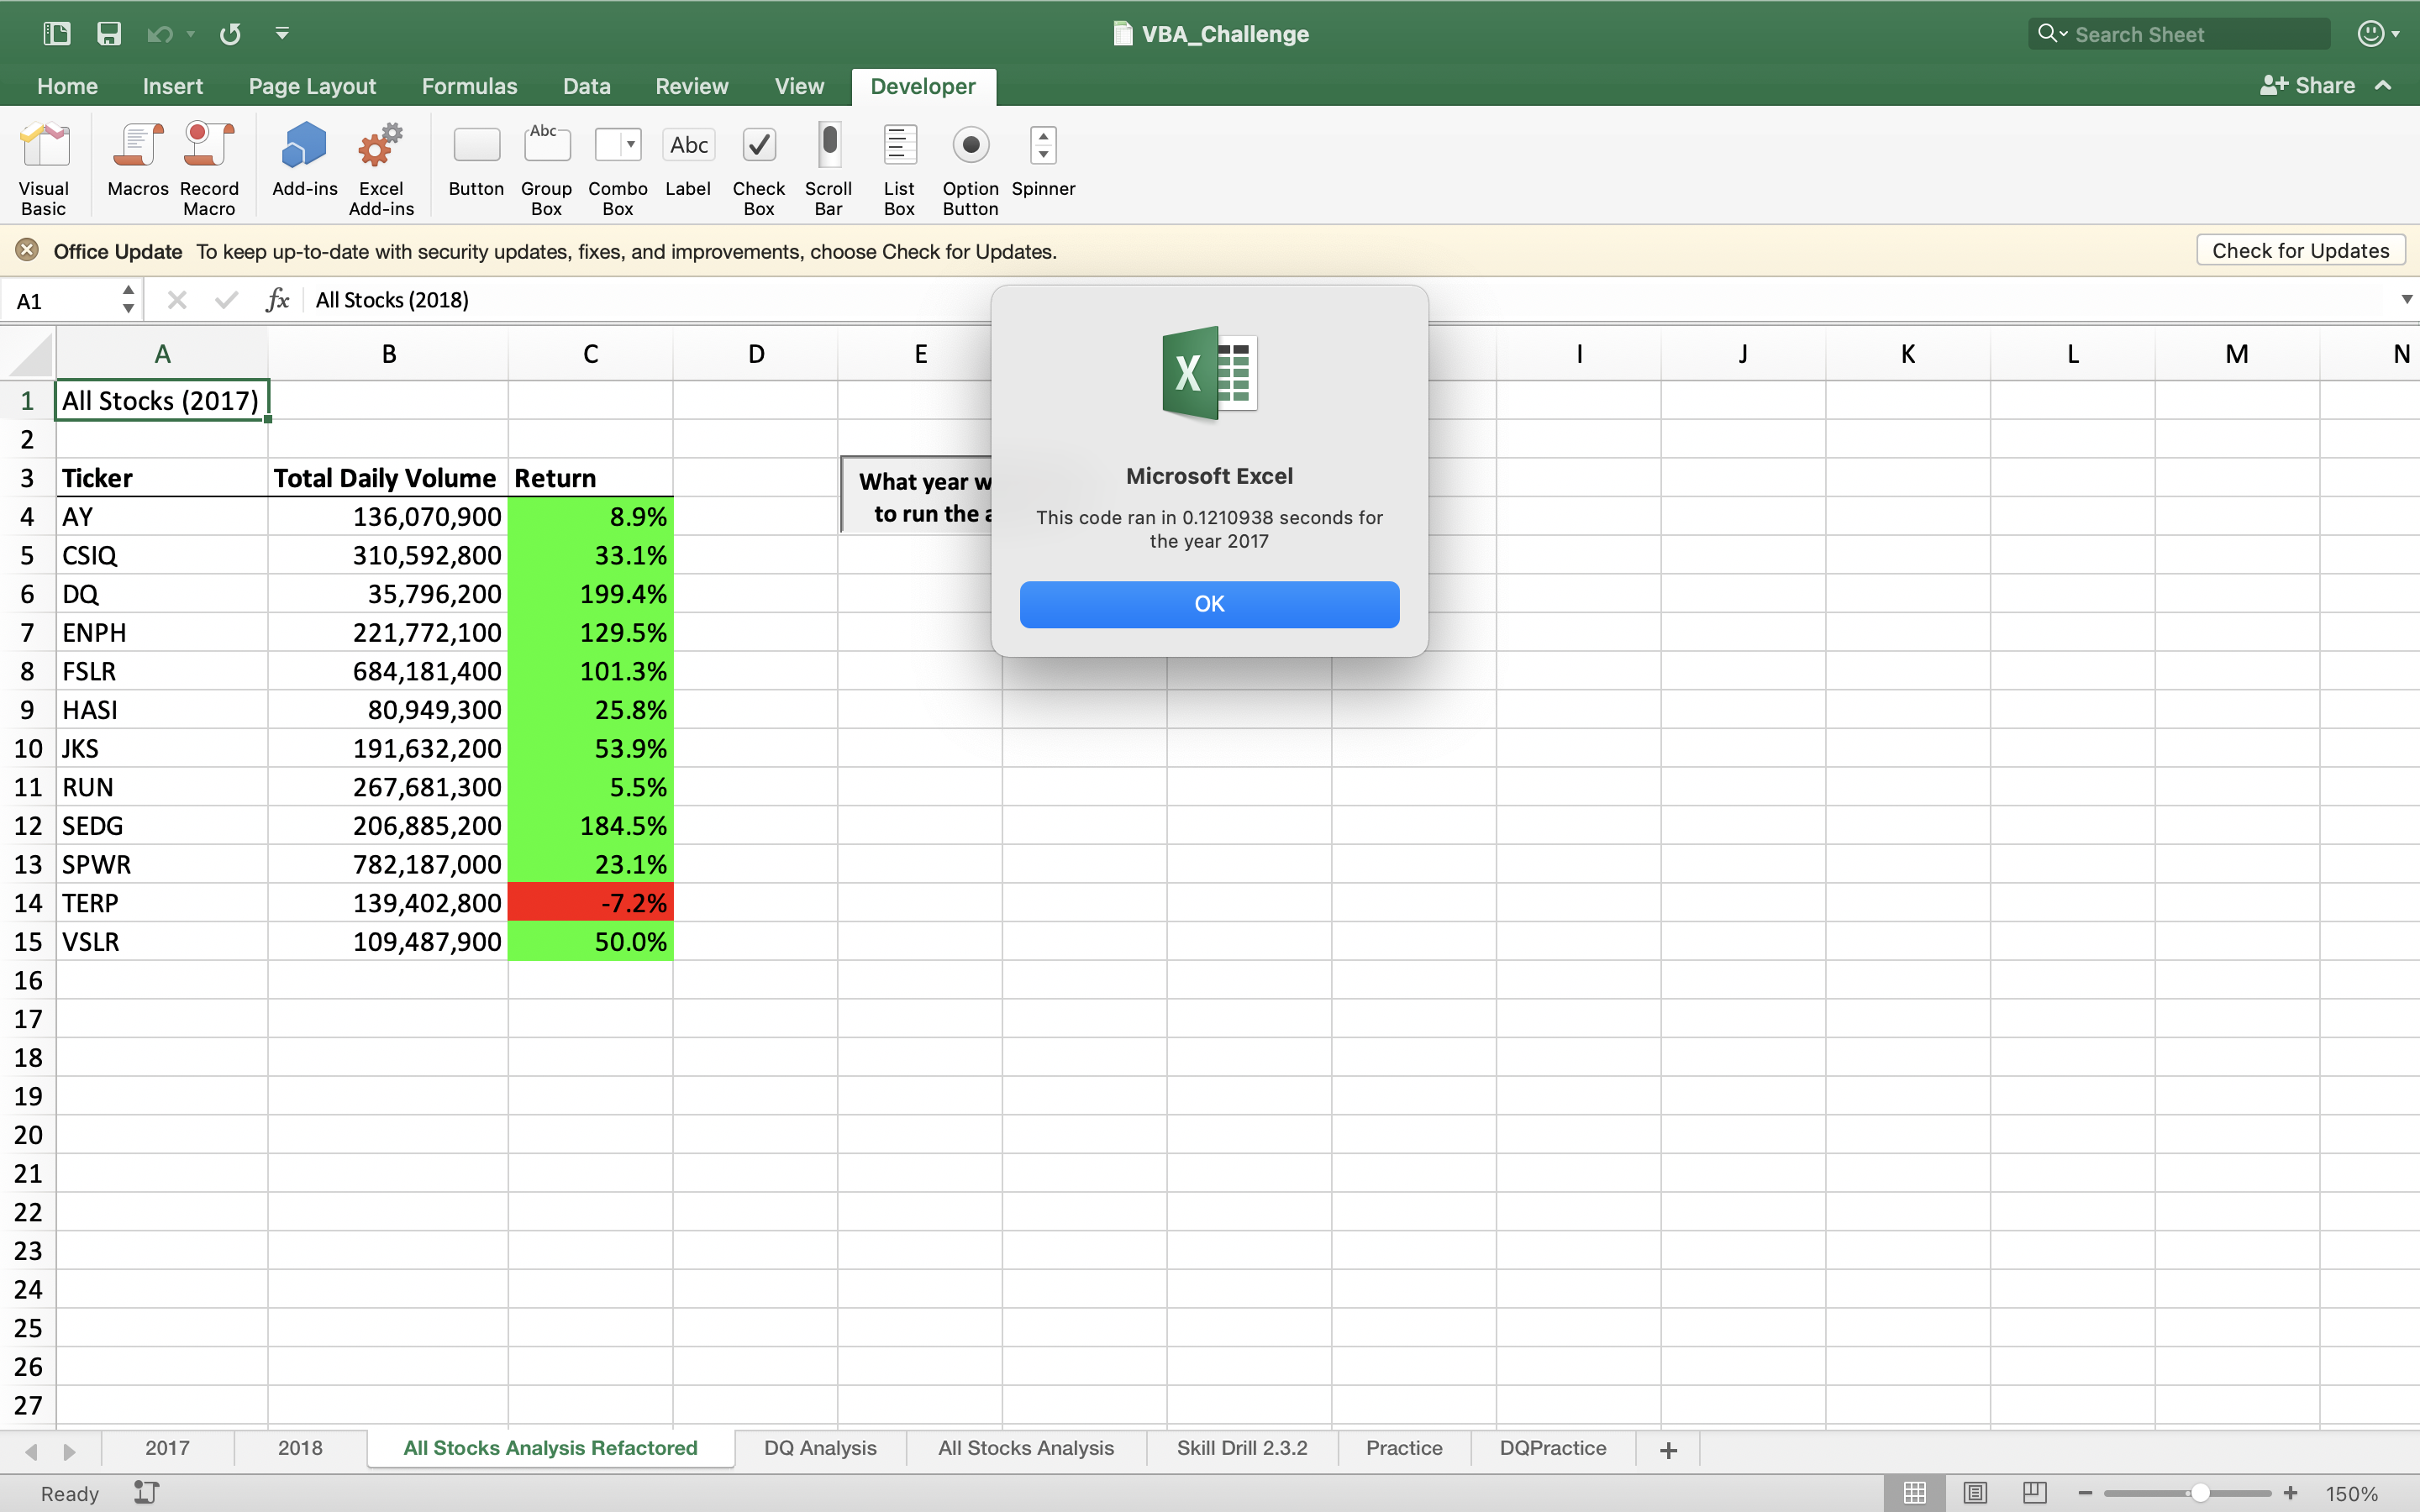 VBA_Challenge
Search Sheet
Home Insert Page Layout Formulas Data Review View Developer
Share
Visual Basic
Macros
Record Macro
Add-ins
Excel Add-ins
Button
Abc
Group Box
Combo Box
Abc
Label
Check Box
Scroll Bar
List Box
Option Button
Spinner
Office Update To keep up-to-date with security updates, fixes, and improvements, choose Check for Updates.
Check for Updates
A1 fx All Stocks (2018)
A B C D E I J K L M N
1 All Stocks (2017)
2
3 Ticker Total Daily Volume Return
4 AY 136,070,900 8.9%
5 CSIQ 310,592,800 33.1%
6 DQ 35,796,200 199.4%
7 ENPH 221,772,100 129.5%
8 FSLR 684,181,400 101.3%
9 HASI 80,949,300 25.8%
10 JKS 191,632,200 53.9%
11 RUN 267,681,300 5.5%
12 SEDG 206,885,200 184.5%
13 SPWR 782,187,000 23.1%
14 TERP 139,402,800 -7.2%
15 VSLR 109,487,900 50.0%
16
17
18
19
20
21
22
23
24
25
26
27
What year w
to run the a
X
Microsoft Excel
This code ran in 0.1210938 seconds for
the year 2017
OK
2017 2018 All Stocks Analysis Refactored DQ Analysis All Stocks Analysis Skill Drill 2.3.2 Practice DQPractice +
Ready 150%